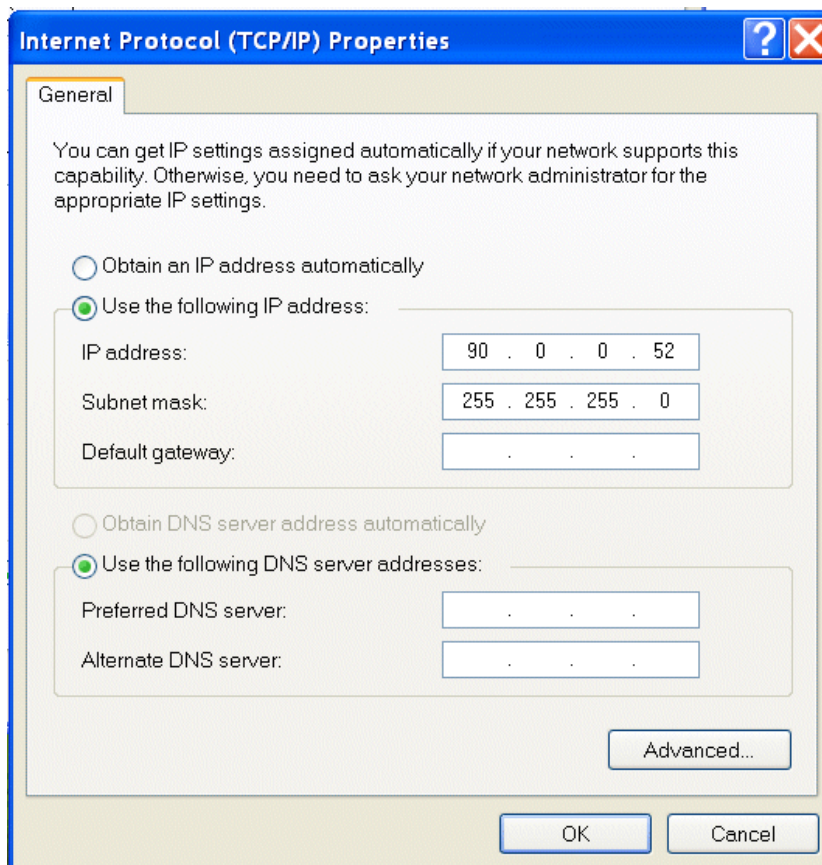 Internet Protocol (TCP/IP) Properties
General
You can get IP settings assigned automatically if your network supports this
capability. Otherwise, you need to ask your network administrator for the
appropriate IP settings.
Obtain an IP address automatically
Use the following IP address:
IP address: 90 . 0 . 0 . 52
Subnet mask: 255 . 255 . 255 . 0
Default gateway: . . .
Obtain DNS server address automatically
Use the following DNS server addresses:
Preferred DNS server: . . .
Alternate DNS server: . . .
Advanced...
OK Cancel